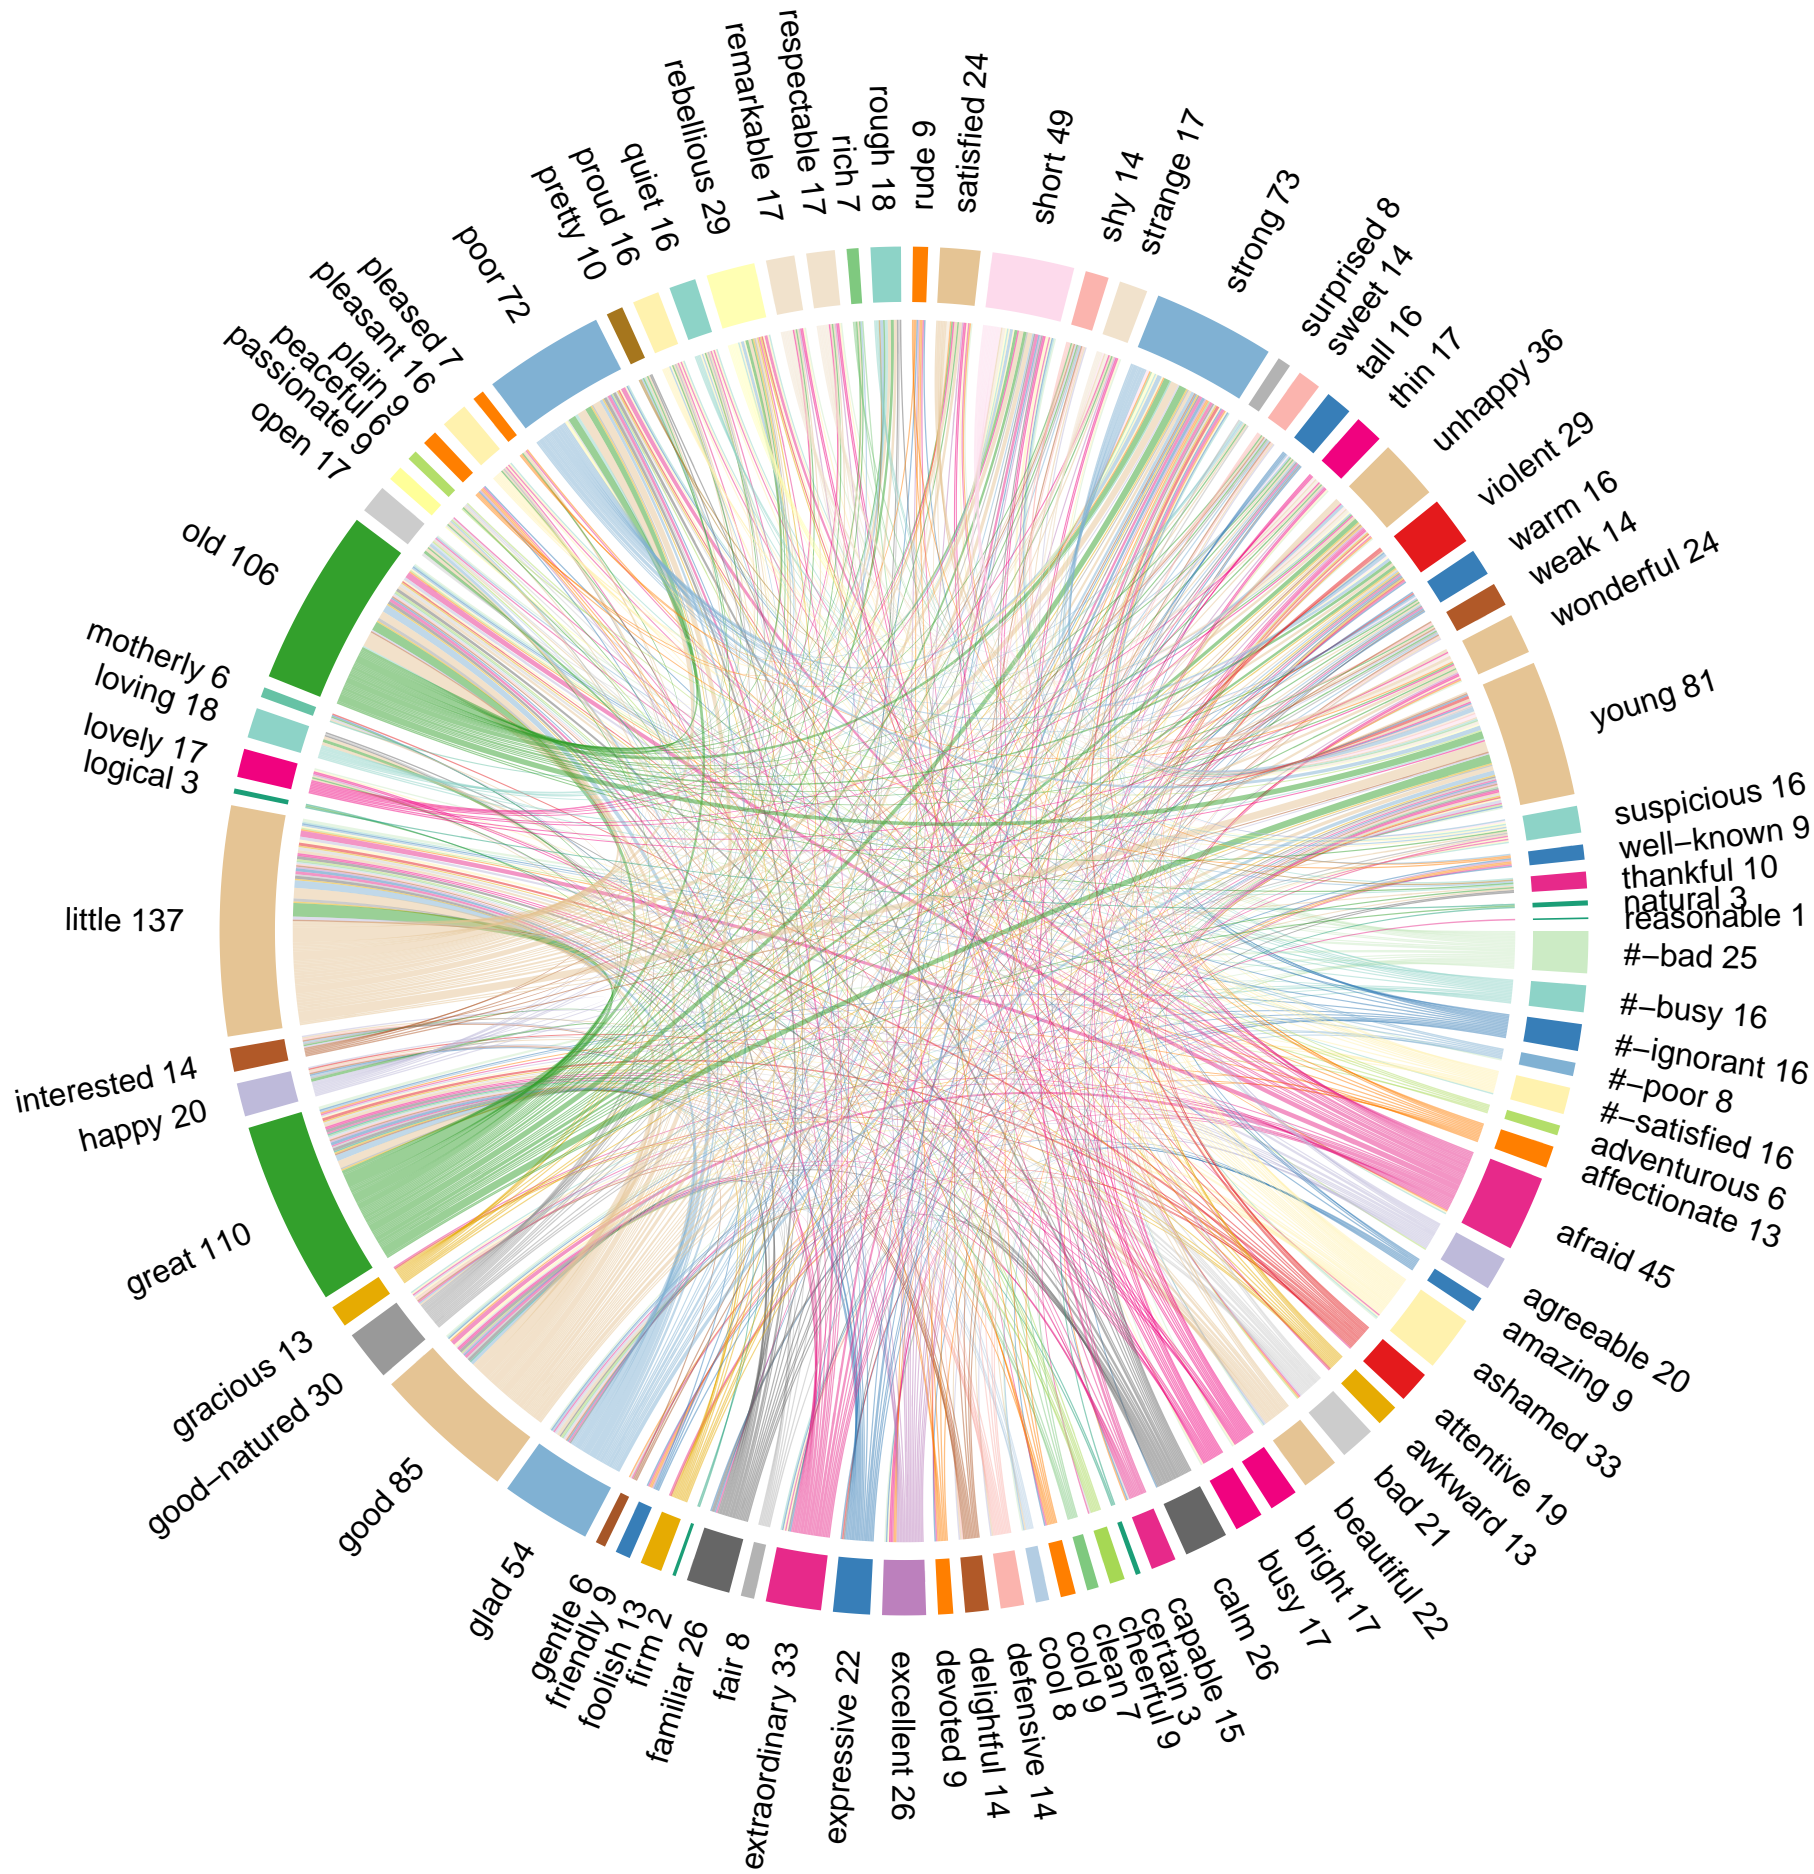 #–bad 25
#–busy 16
#–ignorant 16
#–poor 8
#–satisfied 16
adventurous 6
affectionate 13
afraid 45
agreeable 20
amazing 9
ashamed 33
attentive 19
awkward 13
bad 21
beautiful 22
bright 17
busy 17
calm 26
capable 15
certain 3
cheerful 9
clean 7
cold 9
cool 8
defensive 14
delightful 14
devoted 9
excellent 26
expressive 22
extraordinary 33
fair 8
familiar 26
firm 2
foolish 13
friendly 9
gentle 6
glad 54
good 85
good–natured 30
gracious 13
great 110
happy 20
interested 14
little 137
logical 3
lovely 17
loving 18
motherly 6
old 106
open 17
passionate 9
peaceful 6
plain 9
pleasant 16
pleased 7
poor 72
pretty 10
proud 16
quiet 16
rebellious 29
remarkable 17
respectable 17
rich 7
rough 18
rude 9
satisfied 24
short 49
shy 14
strange 17
strong 73
surprised 8
sweet 14
tall 16
thin 17
unhappy 36
violent 29
warm 16
weak 14
wonderful 24
young 81
suspicious 16
well–known 9
thankful 10
natural 3
reasonable 1